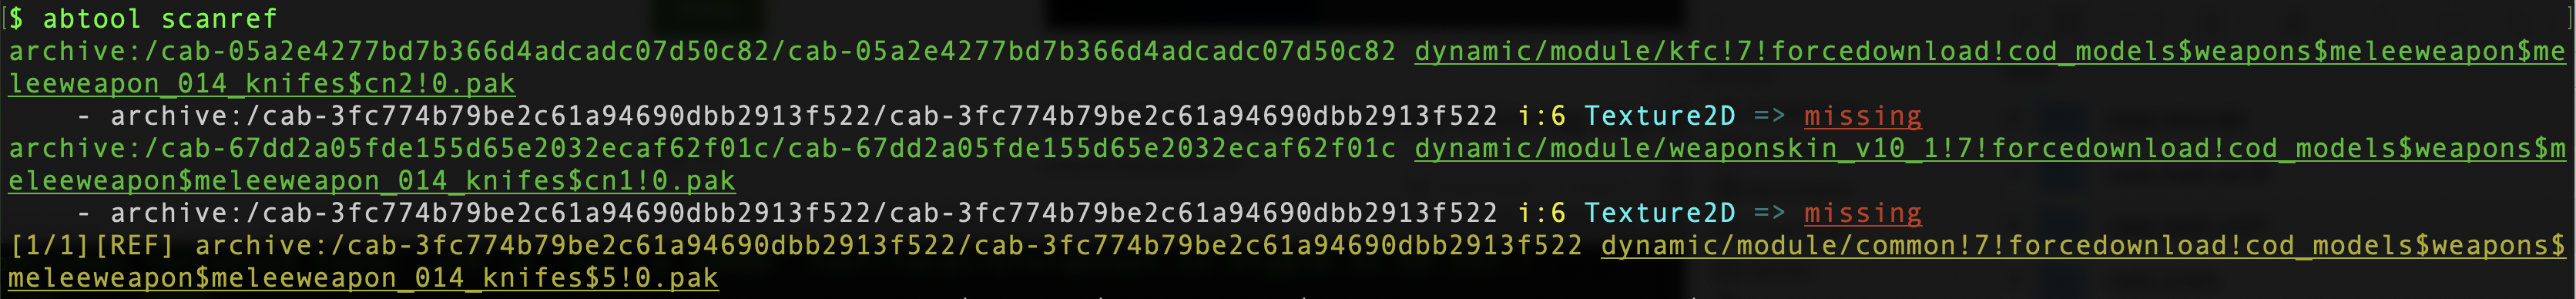 [$ abtool scanref ]
archive:/cab-05a2e4277bd7b366d4adcadc07d50c82/cab-05a2e4277bd7b366d4adcadc07d50c82 dynamic/module/kfc!7!forcedownload!cod_models$weapons$meleeweapon$me
leeweapon_014_knifes$cn2!0.pak
- archive:/cab-3fc774b79be2c61a94690dbb2913f522/cab-3fc774b79be2c61a94690dbb2913f522 i:6 Texture2D => missing
archive:/cab-67dd2a05fde155d65e2032ecaf62f01c/cab-67dd2a05fde155d65e2032ecaf62f01c dynamic/module/weaponskin_v10_1!7!forcedownload!cod_models$weapons$m
eleeweapon$meleeweapon_014_knifes$cn1!0.pak
- archive:/cab-3fc774b79be2c61a94690dbb2913f522/cab-3fc774b79be2c61a94690dbb2913f522 i:6 Texture2D => missing
[1/1][REF] archive:/cab-3fc774b79be2c61a94690dbb2913f522/cab-3fc774b79be2c61a94690dbb2913f522 dynamic/module/common!7!forcedownload!cod_models$weapons$
meleeweapon$meleeweapon_014_knifes$5!0.pak